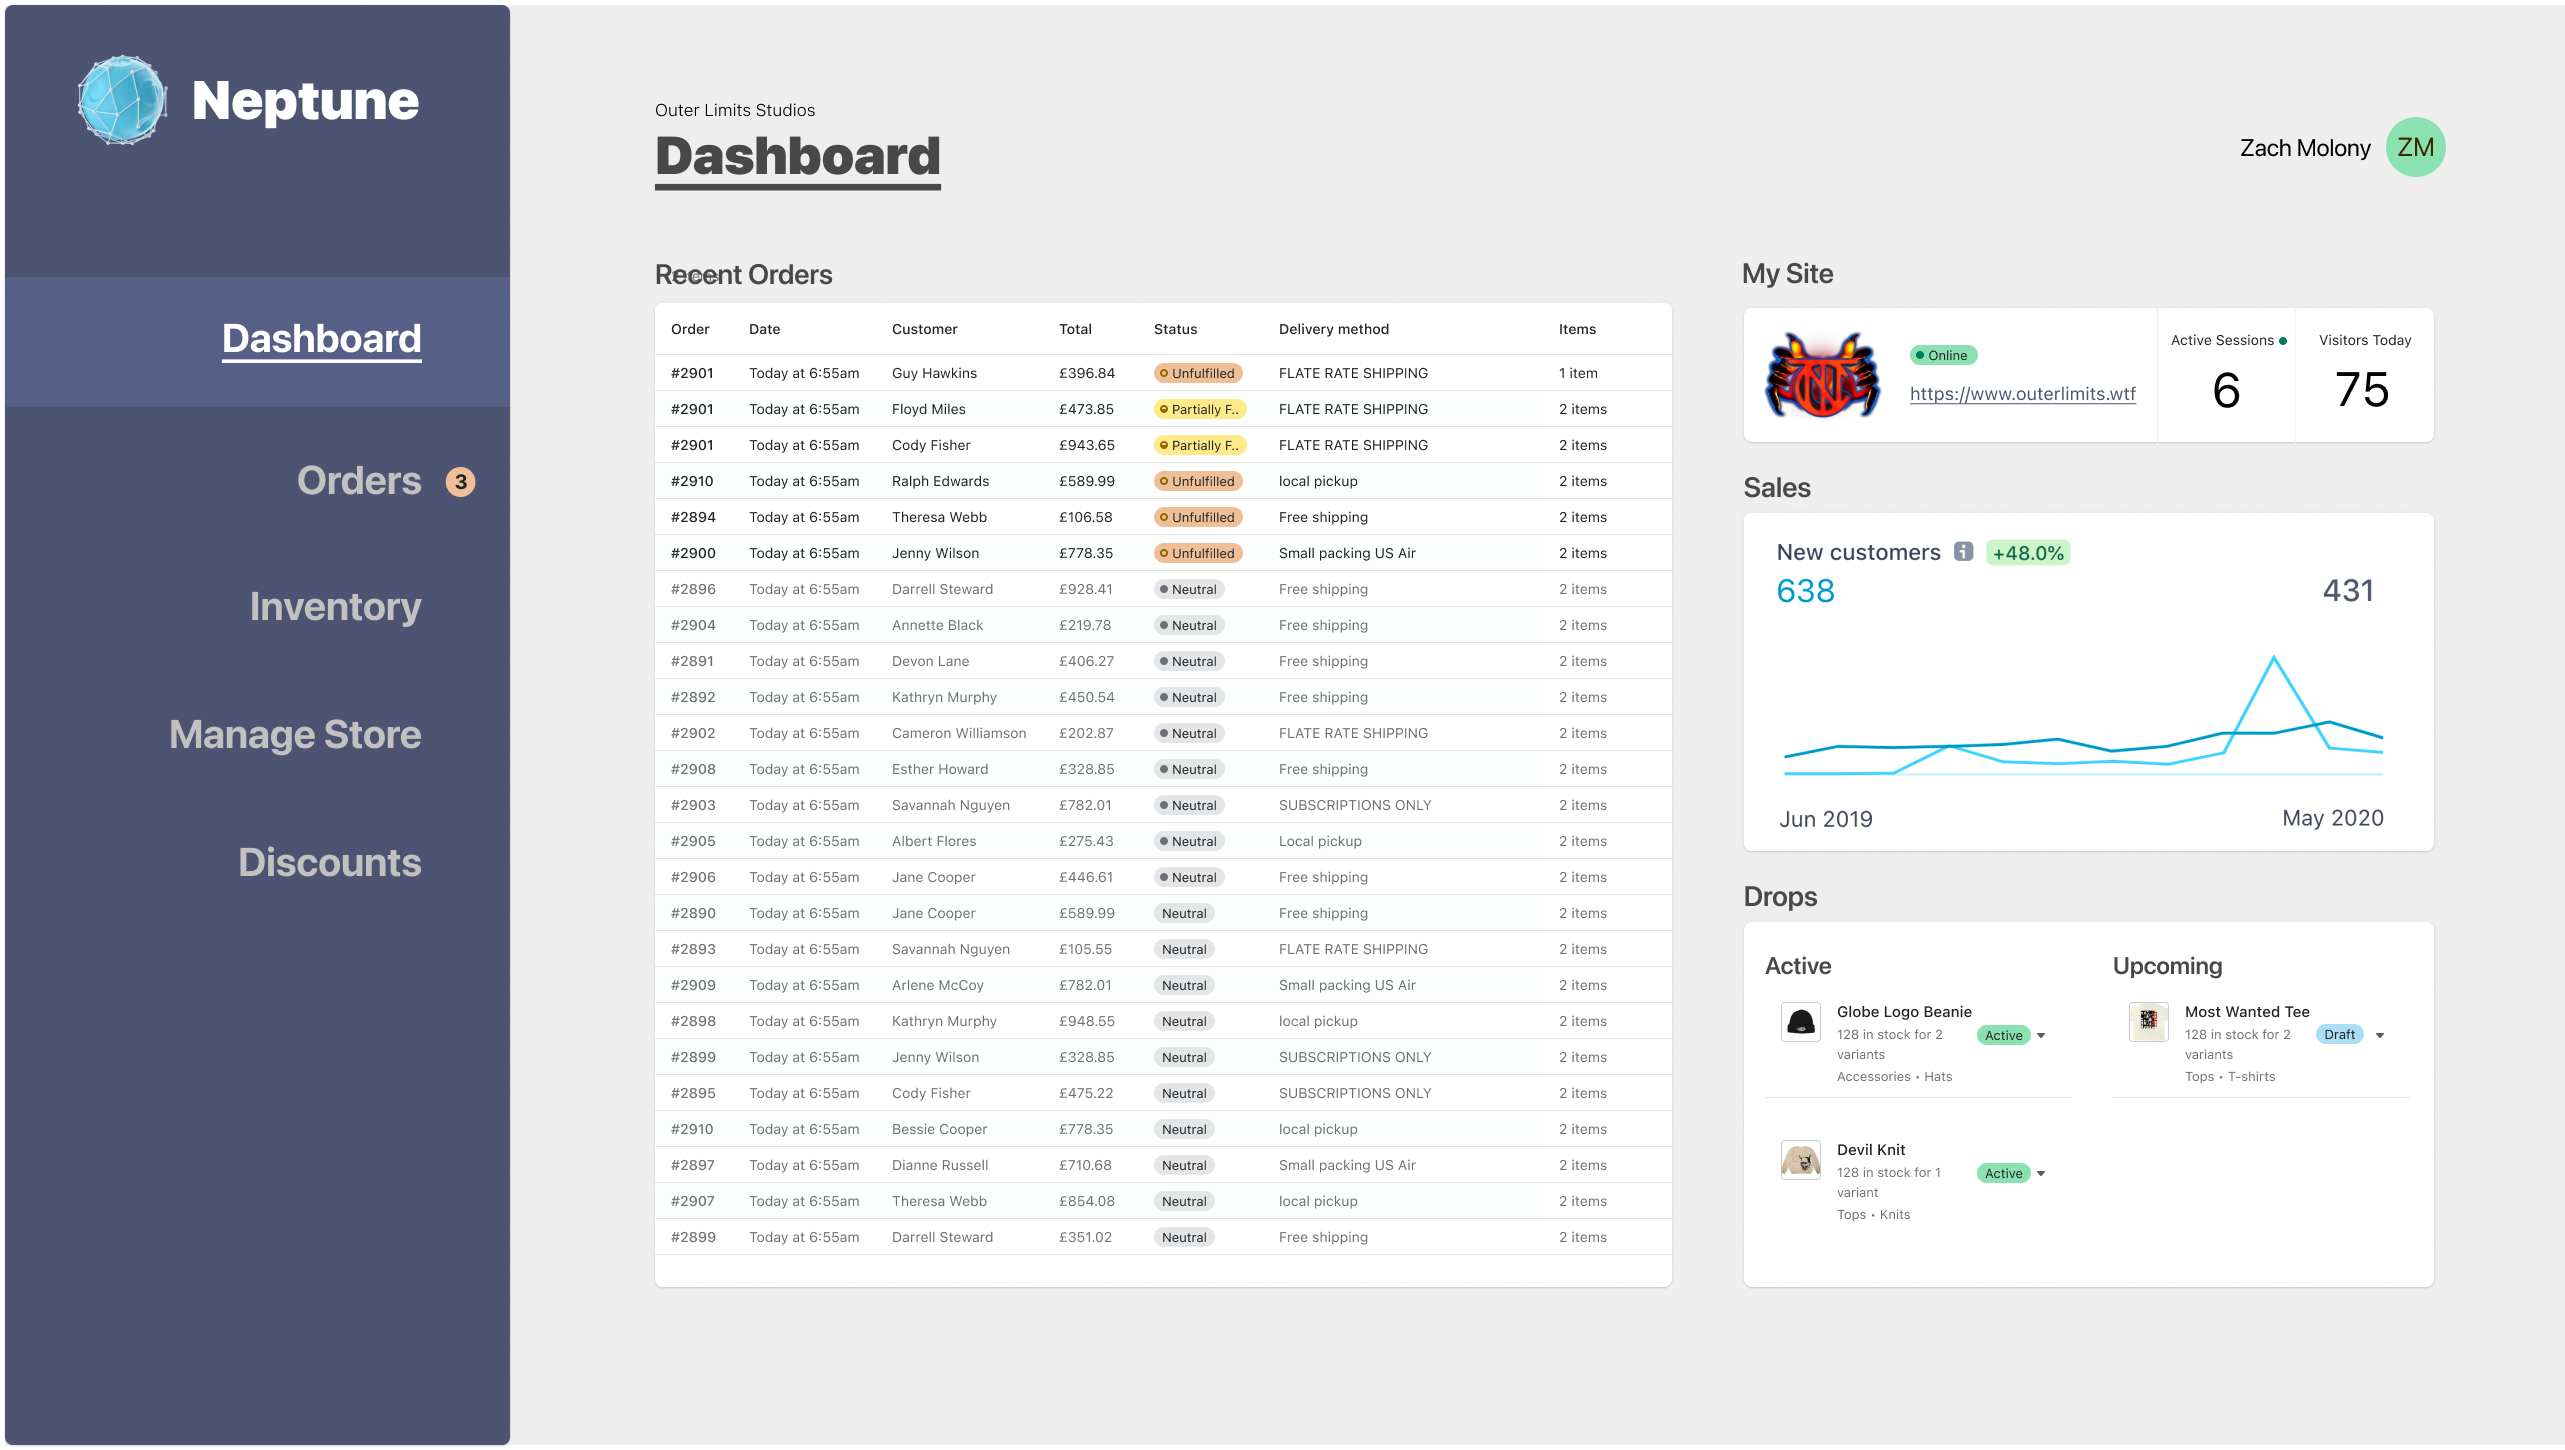 Neptune
Dashboard
Orders 3
Inventory
Manage Store
Discounts
Outer Limits Studios
Dashboard
Zach Molony ZM
Recent Orders
Order Date Customer Total Status Delivery method Items
#2901 Today at 6:55am Guy Hawkins £396.84 Unfulfilled FLATE RATE SHIPPING 1 item
#2901 Today at 6:55am Floyd Miles £473.85 Partially F.. FLATE RATE SHIPPING 2 items
#2901 Today at 6:55am Cody Fisher £943.65 Partially F.. FLATE RATE SHIPPING 2 items
#2910 Today at 6:55am Ralph Edwards £589.99 Unfulfilled local pickup 2 items
#2894 Today at 6:55am Theresa Webb £106.58 Unfulfilled Free shipping 2 items
#2900 Today at 6:55am Jenny Wilson £778.35 Unfulfilled Small packing US Air 2 items
#2896 Today at 6:55am Darrell Steward £928.41 Neutral Free shipping 2 items
#2904 Today at 6:55am Annette Black £219.78 Neutral Free shipping 2 items
#2891 Today at 6:55am Devon Lane £406.27 Neutral Free shipping 2 items
#2892 Today at 6:55am Kathryn Murphy £450.54 Neutral Free shipping 2 items
#2902 Today at 6:55am Cameron Williamson £202.87 Neutral FLATE RATE SHIPPING 2 items
#2908 Today at 6:55am Esther Howard £328.85 Neutral Free shipping 2 items
#2903 Today at 6:55am Savannah Nguyen £782.01 Neutral SUBSCRIPTIONS ONLY 2 items
#2905 Today at 6:55am Albert Flores £275.43 Neutral Local pickup 2 items
#2906 Today at 6:55am Jane Cooper £446.61 Neutral Free shipping 2 items
#2890 Today at 6:55am Jane Cooper £589.99 Neutral Free shipping 2 items
#2893 Today at 6:55am Savannah Nguyen £105.55 Neutral FLATE RATE SHIPPING 2 items
#2909 Today at 6:55am Arlene McCoy £782.01 Neutral Small packing US Air 2 items
#2898 Today at 6:55am Kathryn Murphy £948.55 Neutral local pickup 2 items
#2899 Today at 6:55am Jenny Wilson £328.85 Neutral SUBSCRIPTIONS ONLY 2 items
#2895 Today at 6:55am Cody Fisher £475.22 Neutral SUBSCRIPTIONS ONLY 2 items
#2910 Today at 6:55am Bessie Cooper £778.35 Neutral local pickup 2 items
#2897 Today at 6:55am Dianne Russell £710.68 Neutral Small packing US Air 2 items
#2907 Today at 6:55am Theresa Webb £854.08 Neutral local pickup 2 items
#2899 Today at 6:55am Darrell Steward £351.02 Neutral Free shipping 2 items
My Site
Online
https://www.outerlimits.wtf
Active Sessions
6
Visitors Today
75
Sales
New customers +48.0%
638 431
Jun 2019 May 2020
Drops
Active
Globe Logo Beanie
128 in stock for 2
variants
Accessories • Hats
Active
Devil Knit
128 in stock for 1
variant
Tops • Knits
Active
Upcoming
Most Wanted Tee
128 in stock for 2
variants
Tops • T-shirts
Draft